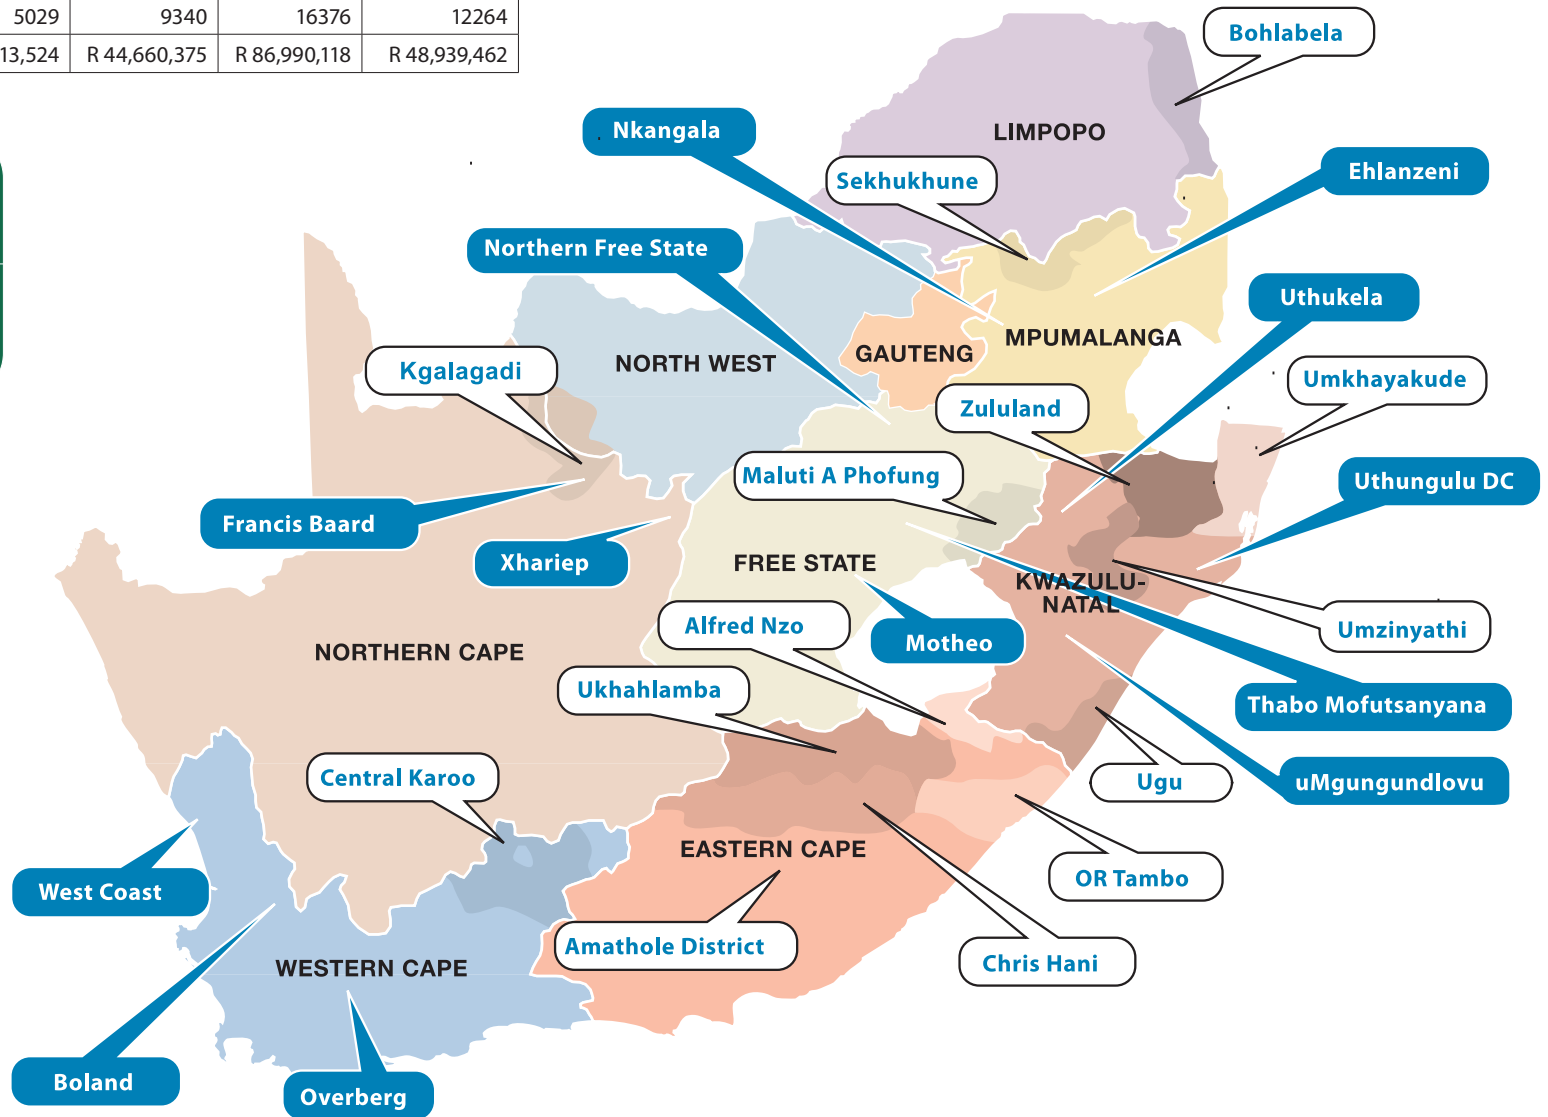 5029 9340 16376 12264
13,524 R 44,660,375 R 86,990,118 R 48,939,462
Bohlabela
Nkangala
LIMPOPO
Sekhukhune
Ehlanzeni
Northern Free State
Uthukela
MPUMALANGA
GAUTENG
NORTH WEST
Kgalagadi
Umkhayakude
Zululand
Maluti A Phofung
Uthungulu DC
Francis Baard
Xhariep
FREE STATE
KWAZULU-
NATAL
Alfred Nzo
Motheo
Umzinyathi
NORTHERN CAPE
Ukhahlamba
Thabo Mofutsanyana
Central Karoo
Ugu
uMgungundlovu
EASTERN CAPE
OR Tambo
West Coast
Amathole District
Chris Hani
WESTERN CAPE
Boland
Overberg